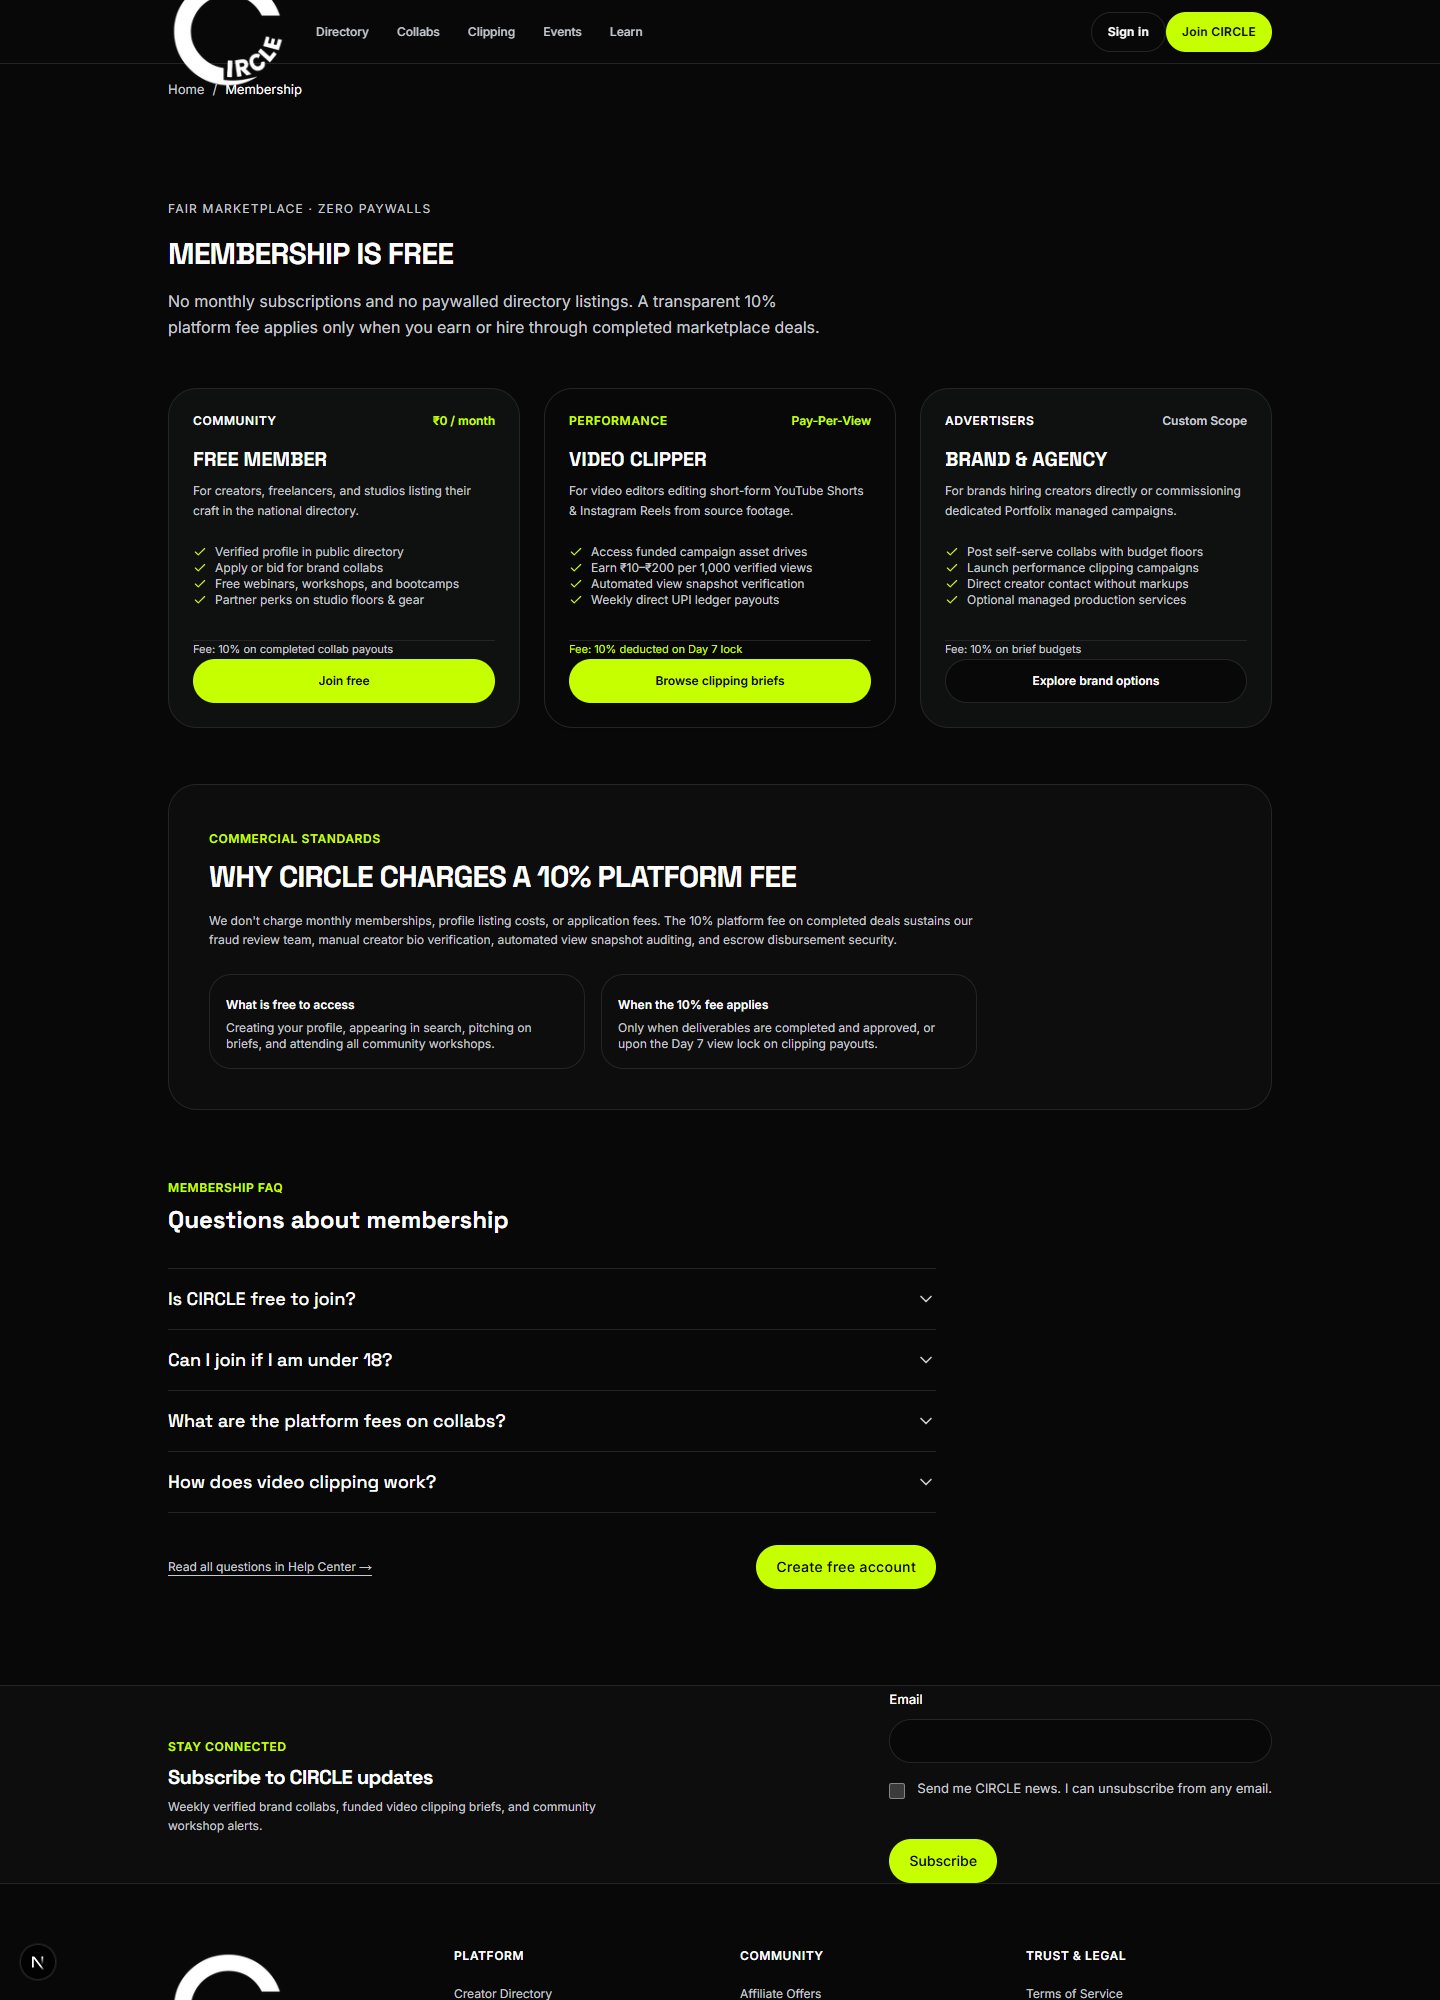 CIRCLE
Directory
Collabs
Clipping
Events
Learn
Sign in
Join CIRCLE
Home / Membership
FAIR MARKETPLACE · ZERO PAYWALLS
MEMBERSHIP IS FREE
No monthly subscriptions and no paywalled directory listings. A transparent 10%
platform fee applies only when you earn or hire through completed marketplace deals.
COMMUNITY
₹0 / month
FREE MEMBER
For creators, freelancers, and studios listing their
craft in the national directory.
Verified profile in public directory
Apply or bid for brand collabs
Free webinars, workshops, and bootcamps
Partner perks on studio floors & gear
Fee: 10% on completed collab payouts
Join free
PERFORMANCE
Pay-Per-View
VIDEO CLIPPER
For video editors editing short-form YouTube Shorts
& Instagram Reels from source footage.
Access funded campaign asset drives
Earn ₹10–₹200 per 1,000 verified views
Automated view snapshot verification
Weekly direct UPI ledger payouts
Fee: 10% deducted on Day 7 lock
Browse clipping briefs
ADVERTISERS
Custom Scope
BRAND & AGENCY
For brands hiring creators directly or commissioning
dedicated Portfolix managed campaigns.
Post self-serve collabs with budget floors
Launch performance clipping campaigns
Direct creator contact without markups
Optional managed production services
Fee: 10% on brief budgets
Explore brand options
COMMERCIAL STANDARDS
WHY CIRCLE CHARGES A 10% PLATFORM FEE
We don't charge monthly memberships, profile listing costs, or application fees. The 10% platform fee on completed deals sustains our
fraud review team, manual creator bio verification, automated view snapshot auditing, and escrow disbursement security.
What is free to access
Creating your profile, appearing in search, pitching on
briefs, and attending all community workshops.
When the 10% fee applies
Only when deliverables are completed and approved, or
upon the Day 7 view lock on clipping payouts.
MEMBERSHIP FAQ
Questions about membership
Is CIRCLE free to join?
Can I join if I am under 18?
What are the platform fees on collabs?
How does video clipping work?
Read all questions in Help Center →
Create free account
STAY CONNECTED
Subscribe to CIRCLE updates
Weekly verified brand collabs, funded video clipping briefs, and community
workshop alerts.
Email
Send me CIRCLE news. I can unsubscribe from any email.
Subscribe
N
PLATFORM
Creator Directory
COMMUNITY
Affiliate Offers
TRUST & LEGAL
Terms of Service